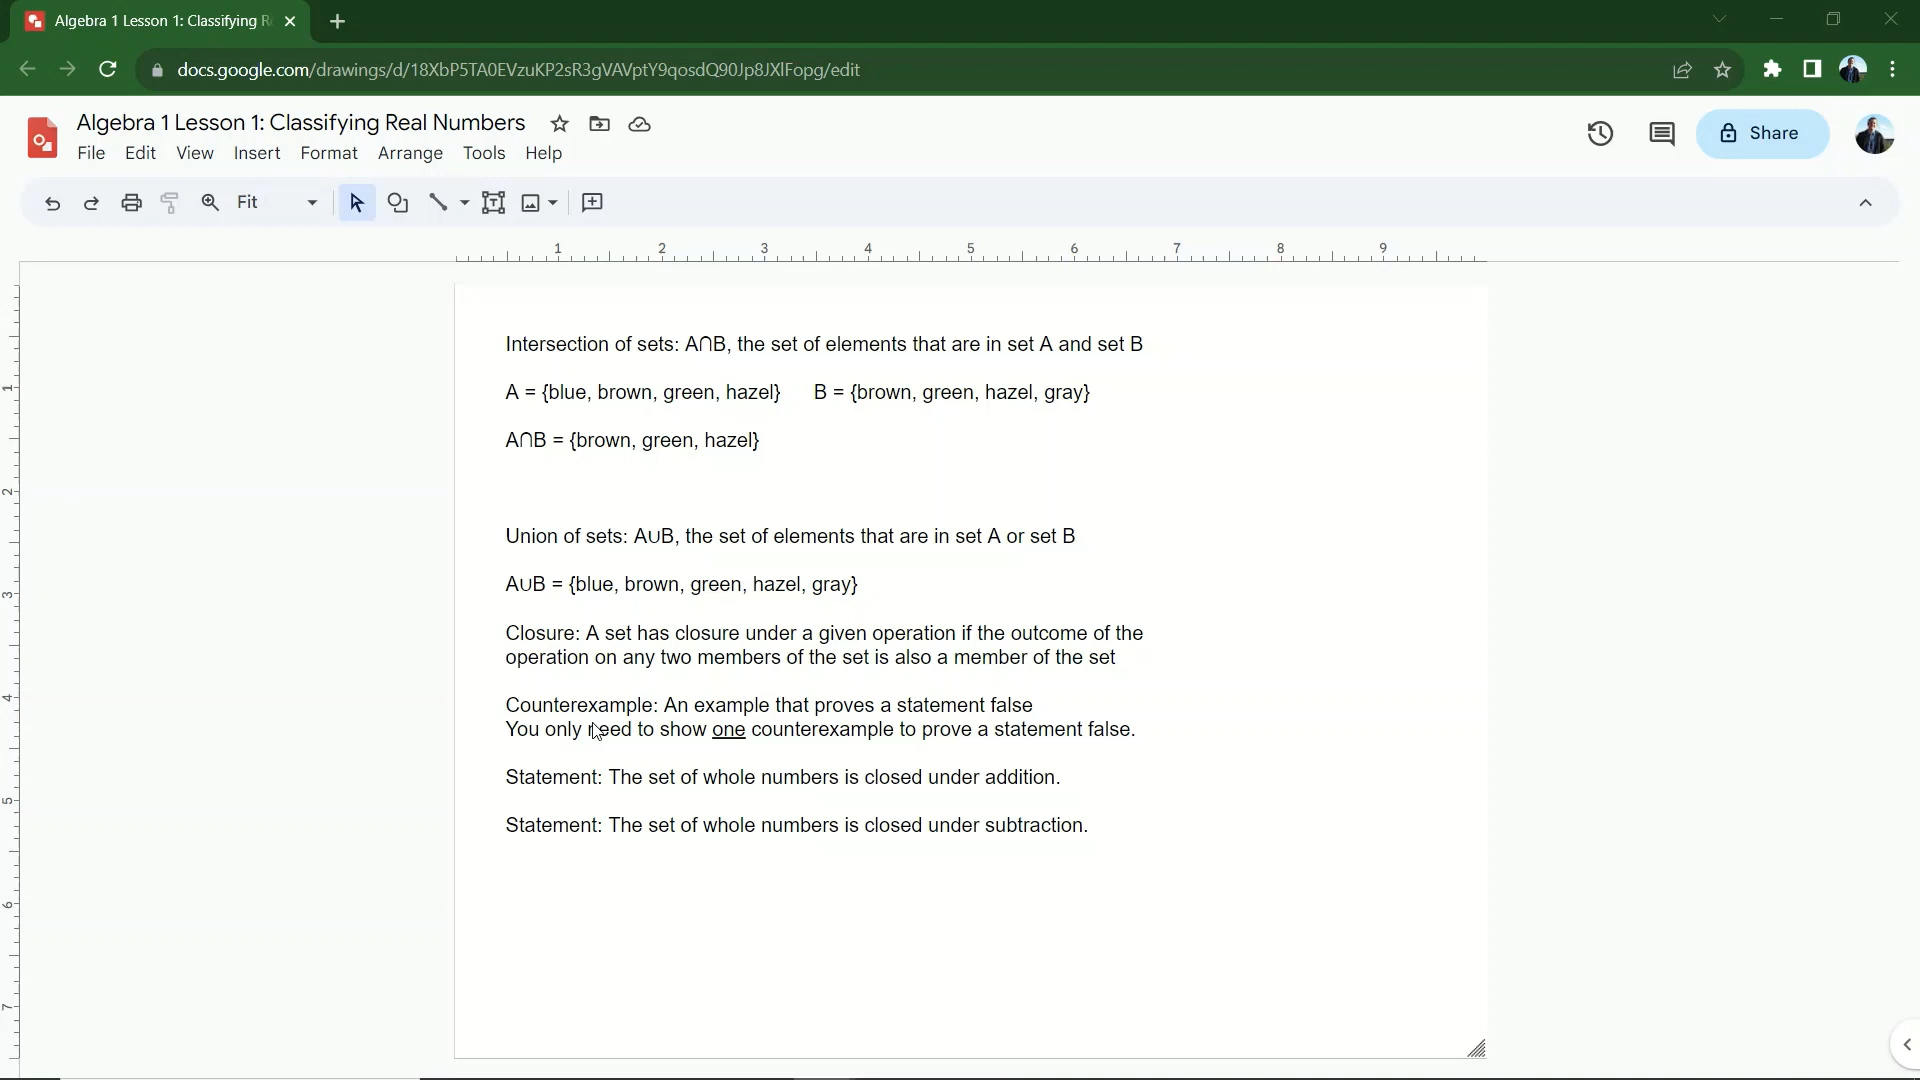 Algebra 1 Lesson 1: Classifying R
docs.google.com/drawings/d/18XbP5TA0EVzuKP2sR3gVAVptY9qosdQ90Jp8JXlFopg/edit
Algebra 1 Lesson 1: Classifying Real Numbers
File Edit View Insert Format Arrange Tools Help
Share
Fit
1 2 3 4 5 6 7 8 9
Intersection of sets: A∩B, the set of elements that are in set A and set B
A = {blue, brown, green, hazel} B = {brown, green, hazel, gray}
A∩B = {brown, green, hazel}
Union of sets: A∪B, the set of elements that are in set A or set B
A∪B = {blue, brown, green, hazel, gray}
Closure: A set has closure under a given operation if the outcome of the
operation on any two members of the set is also a member of the set
Counterexample: An example that proves a statement false
You only need to show one counterexample to prove a statement false.
Statement: The set of whole numbers is closed under addition.
Statement: The set of whole numbers is closed under subtraction.
1
2
3
4
5
6
7